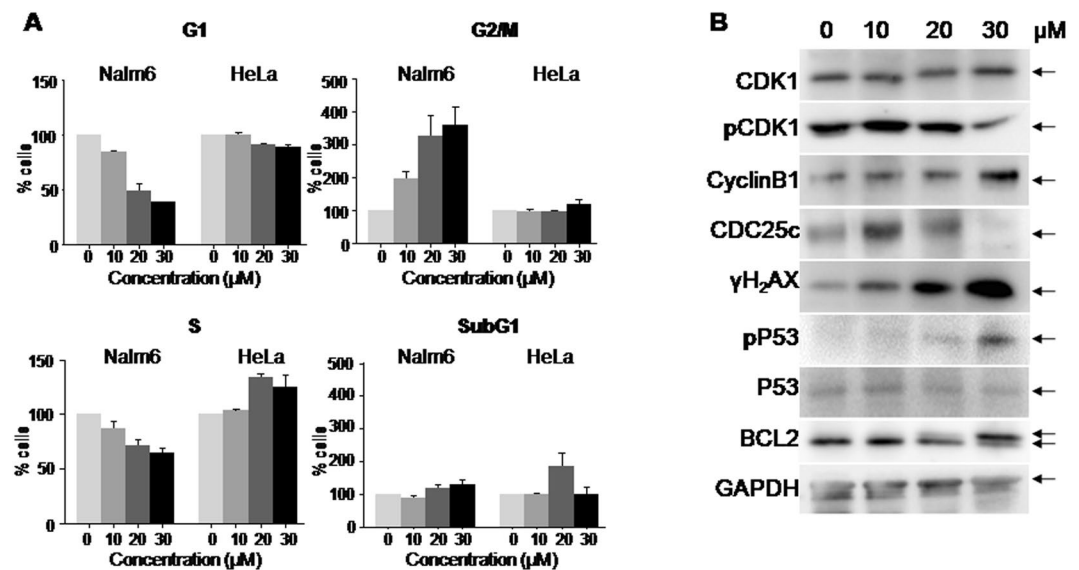 A
G1
Nalm6 HeLa
% cells
150
100
50
0
0 10 20 30 0 10 20 30
Concentration (µM)
G2/M
Nalm6 HeLa
% cells
500
400
300
200
100
0
0 10 20 30 0 10 20 30
Concentration (µM)
S
Nalm6 HeLa
% cells
150
100
50
0
0 10 20 30 0 10 20 30
Concentration (µM)
SubG1
Nalm6 HeLa
% cells
500
400
300
200
100
0
0 10 20 30 0 10 20 30
Concentration (µM)
B
0 10 20 30 µM
CDK1
pCDK1
CyclinB1
CDC25c
γH₂AX
pP53
P53
BCL2
GAPDH